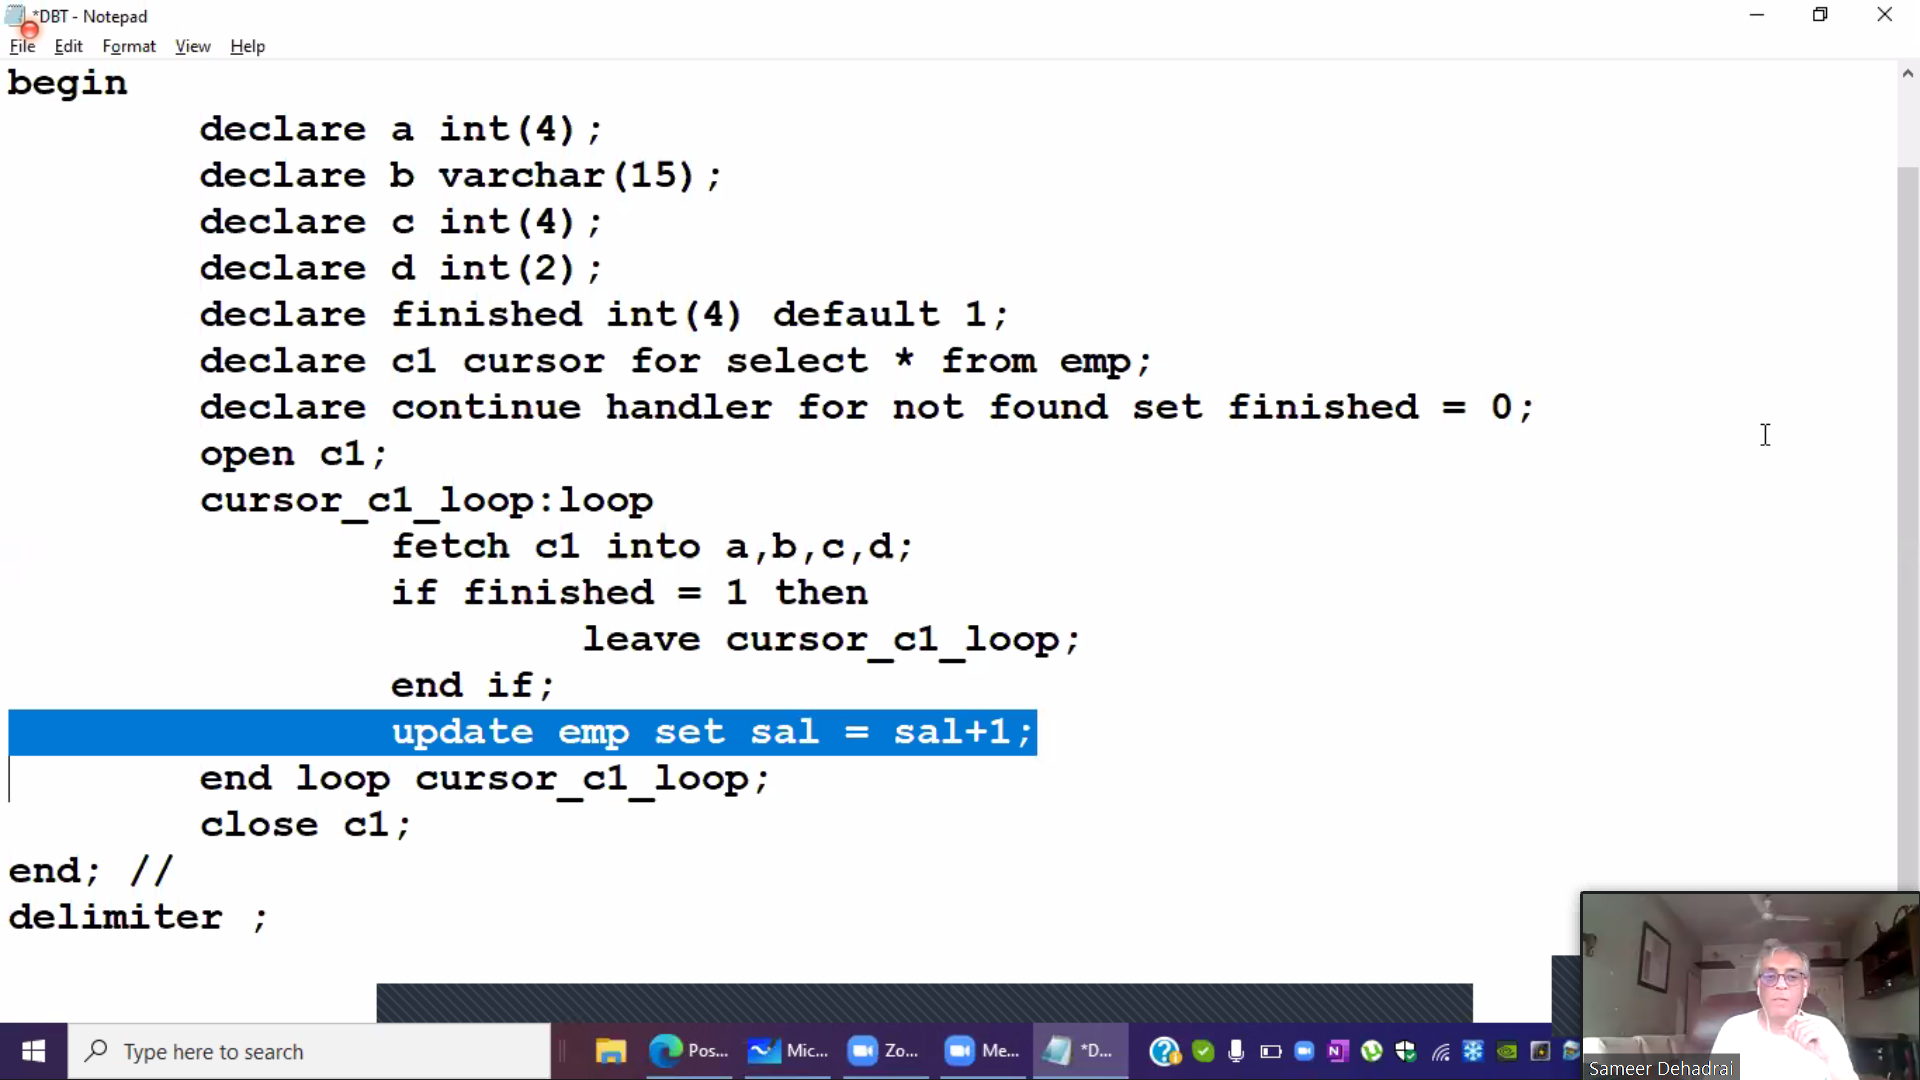 *DBT - Notepad
File Edit Format View Help
begin
declare a int(4);
declare b varchar(15);
declare c int(4);
declare d int(2);
declare finished int(4) default 1;
declare c1 cursor for select * from emp;
declare continue handler for not found set finished = 0;
open c1;
cursor_c1_loop:loop
fetch c1 into a,b,c,d;
if finished = 1 then
leave cursor_c1_loop;
end if;
update emp set sal = sal+1;
end loop cursor_c1_loop;
close c1;
end; //
delimiter ;
Type here to search
Pos...
Mic...
Zo...
Me...
*D...
Sameer Dehadrai